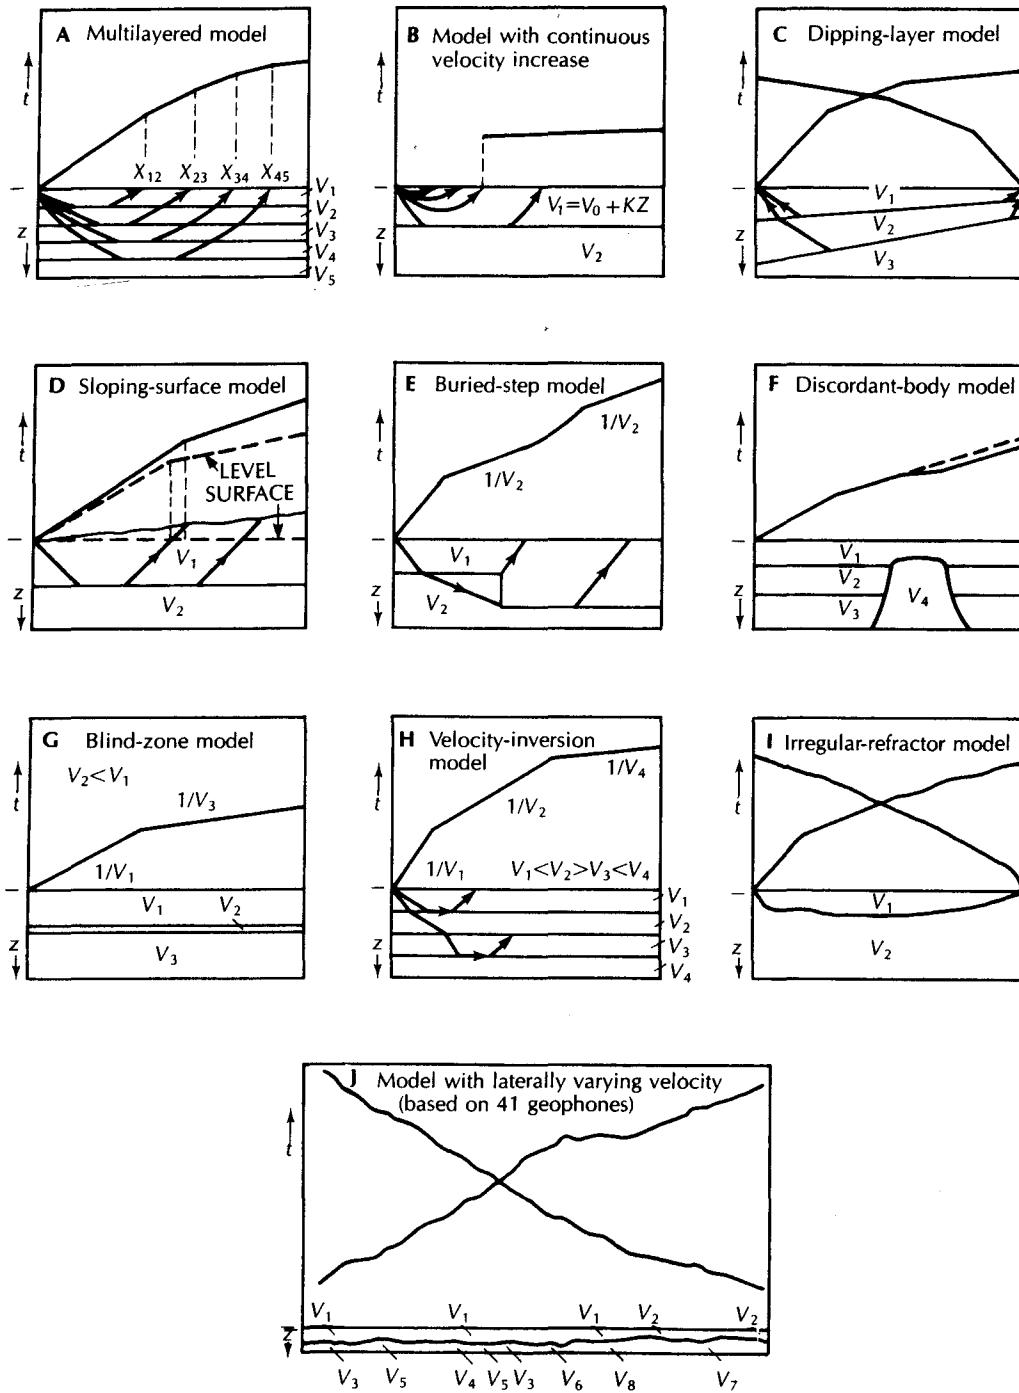 A Multilayered model
t
X12 X23 X34 X45
V1
V2
V3
V4
V5
z
B Model with continuous
velocity increase
t
V1=V0+KZ
V2
z
C Dipping-layer model
t
V1
V2
V3
z
D Sloping-surface model
t
LEVEL
SURFACE
V1
V2
z
E Buried-step model
t
1/V2
1/V2
V1
V2
z
F Discordant-body model
t
V1
V2
V3
V4
z
G Blind-zone model
V2<V1
t
1/V3
1/V1
V1 V2
V3
z
H Velocity-inversion
model
t
1/V4
1/V2
1/V1 V1<V2>V3<V4
V1
V2
V3
V4
z
I Irregular-refractor model
t
V1
V2
z
J Model with laterally varying velocity
(based on 41 geophones)
t
V1 V1 V1 V2 V2
z
V3 V5 V4 V5 V3 V6 V8 V7